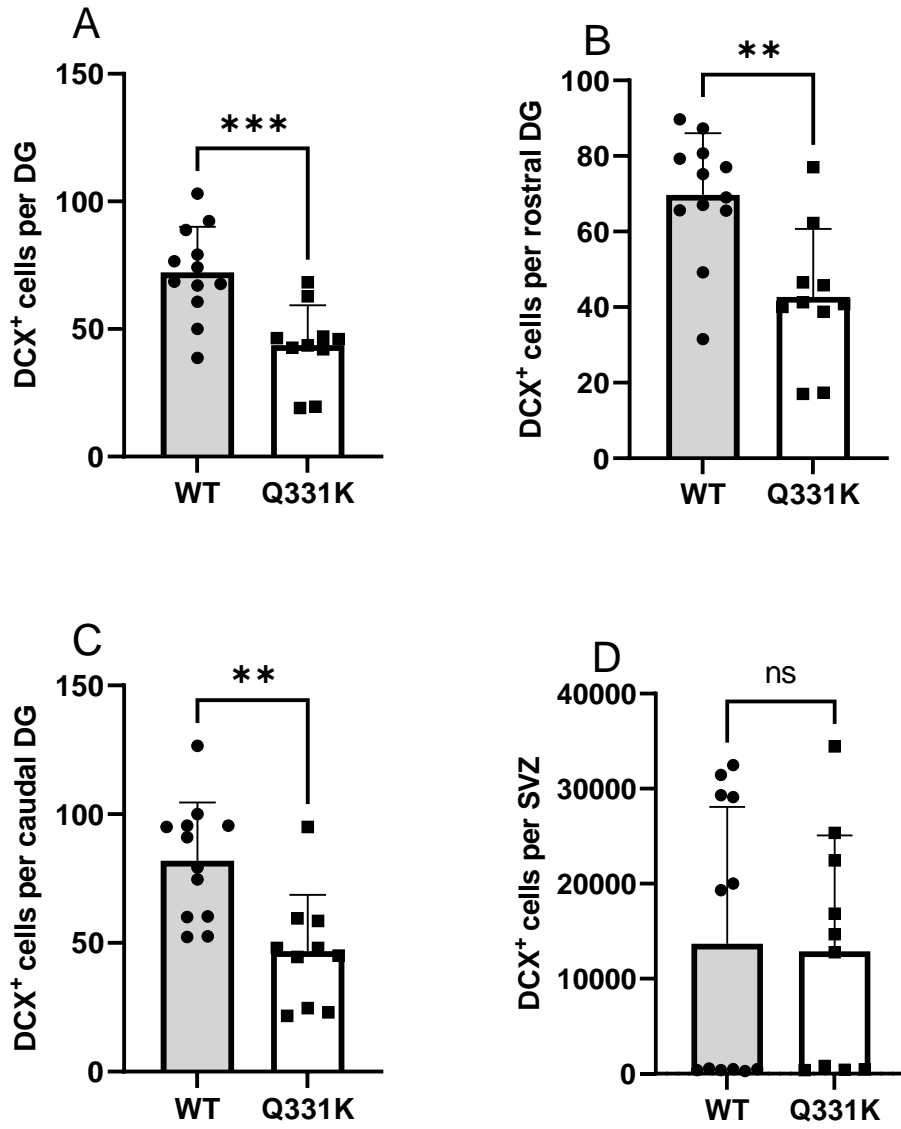 A
DCX⁺ cells per DG
150
100
50
0
***
WT Q331K
B
DCX⁺ cells per rostral DG
100
80
60
40
20
0
**
WT Q331K
C
DCX⁺ cells per caudal DG
150
100
50
0
**
WT Q331K
D
DCX⁺ cells per SVZ
40000
30000
20000
10000
0
ns
WT Q331K